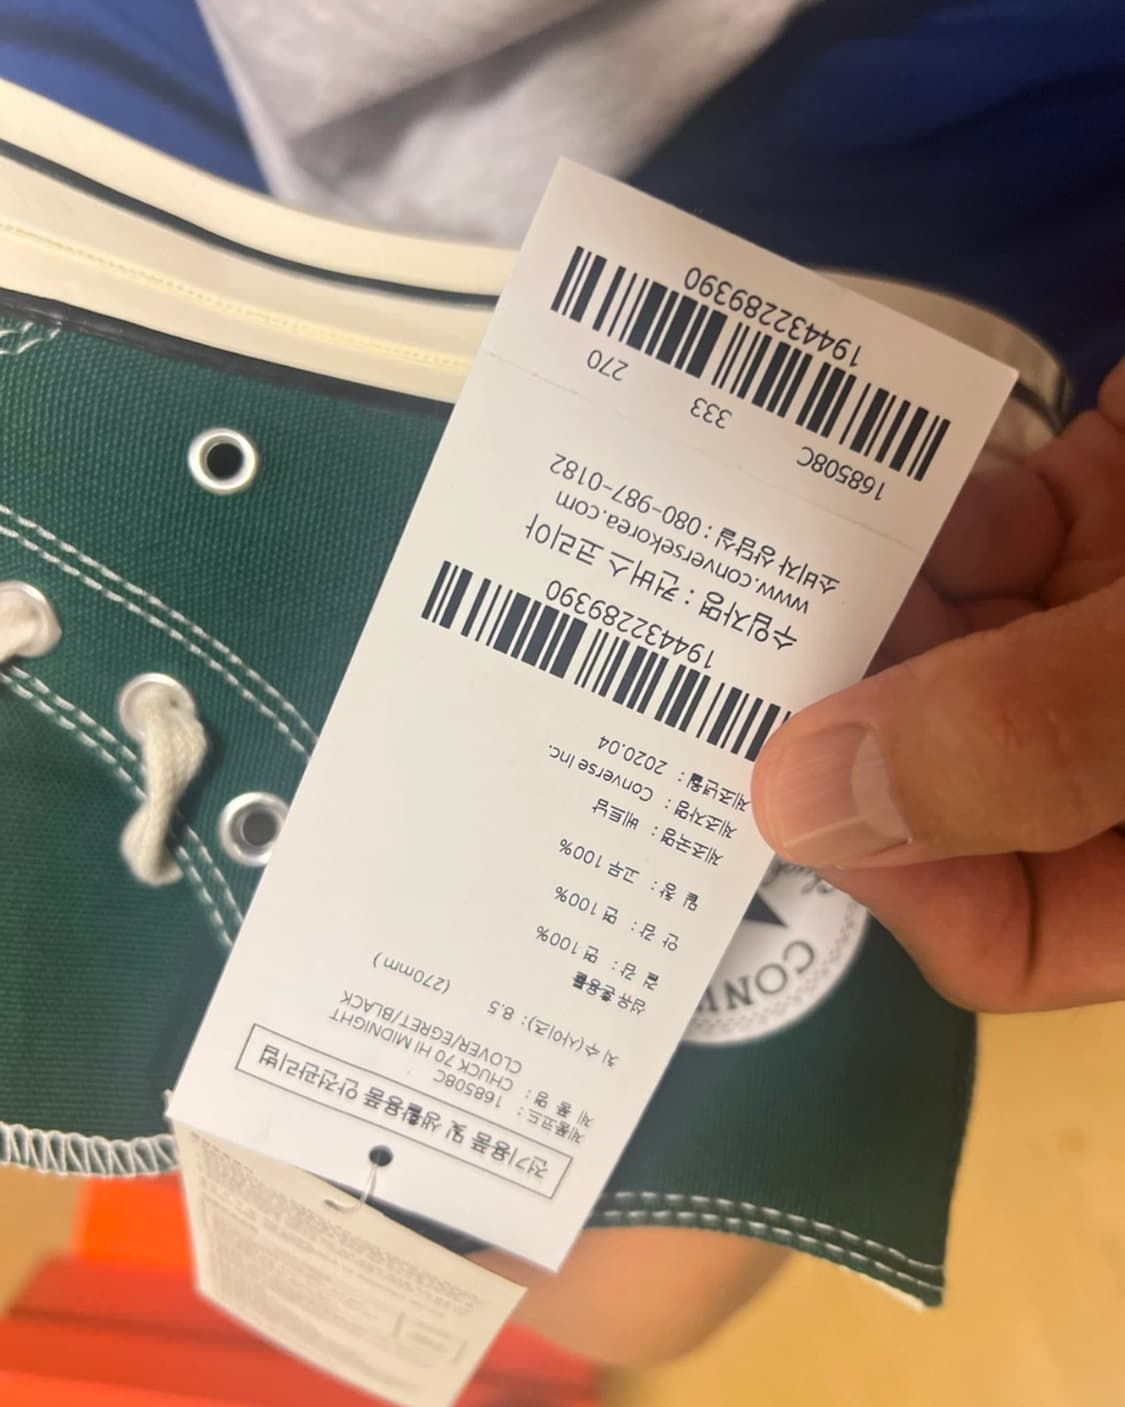 전기용품 및 생활용품 안전관리법
제품코드 : 168508C
제 품 명 : CHUCK 70 HI MIDNIGHT
CLOVER/EGRET/BLACK
치 수(사이즈): 8.5 (270mm )
섬유 혼용률
겉 감 : 면 100%
안 감 : 면 100%
밑 창 : 고무 100%
제조국명 : 베트남
제조자명 : Converse Inc.
제조년월 : 2020.04
194432289390
수입자명 : 컨버스 코리아
www.conversekorea.com
소비자 상담실 : 080-987-0182
168508C 333 270
194432289390